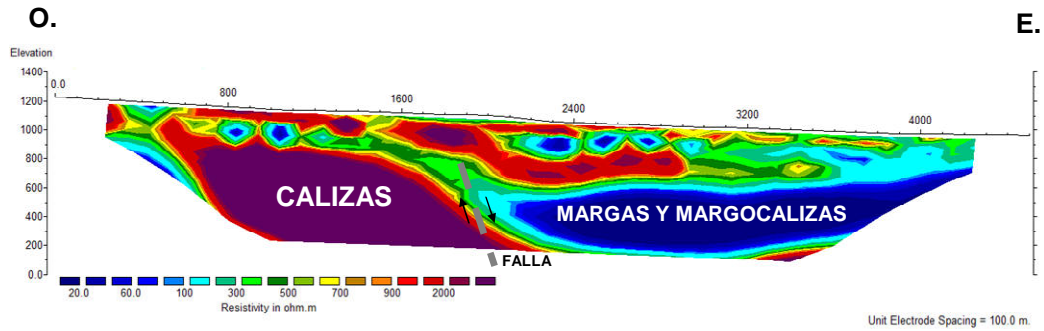 O.
E.
Elevation
1400
1200
1000
800
600
400
200
0.0
0.0
800
1600
2400
3200
4000
CALIZAS
MARGAS Y MARGOCALIZAS
FALLA
20.0 60.0 100 300 500 700 900 2000
Resistivity in ohm.m
Unit Electrode Spacing = 100.0 m.